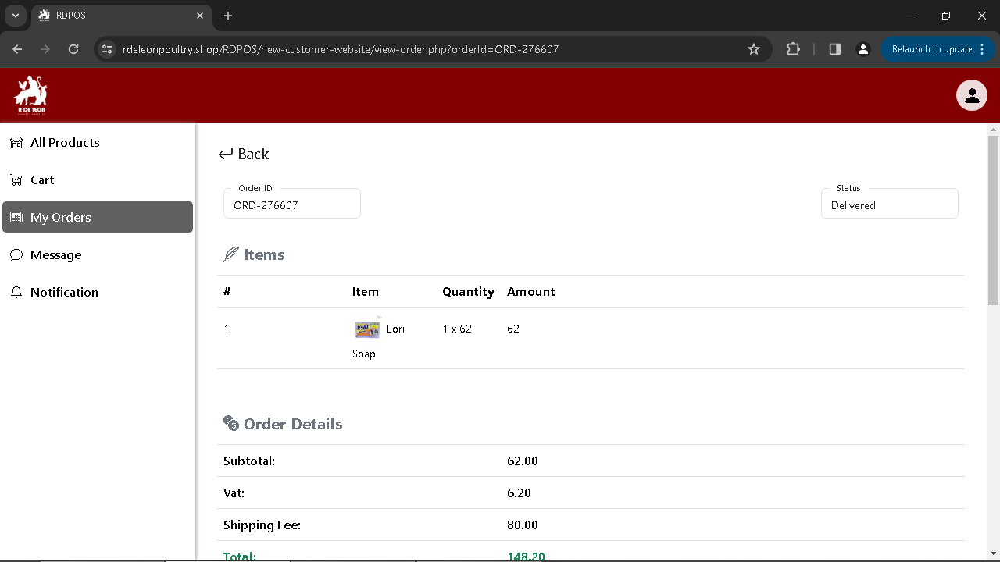 RDPOS
rdeleonpoultry.shop/RDPOS/new-customer-website/view-order.php?orderId=ORD-276607
Relaunch to update
R DE LEON
All Products
Cart
My Orders
Message
Notification
Back
Order ID
ORD-276607
Status
Delivered
Items
# Item Quantity Amount
1 Lori Soap 1 x 62 62
Order Details
Subtotal: 62.00
Vat: 6.20
Shipping Fee: 80.00
Total: 148.20